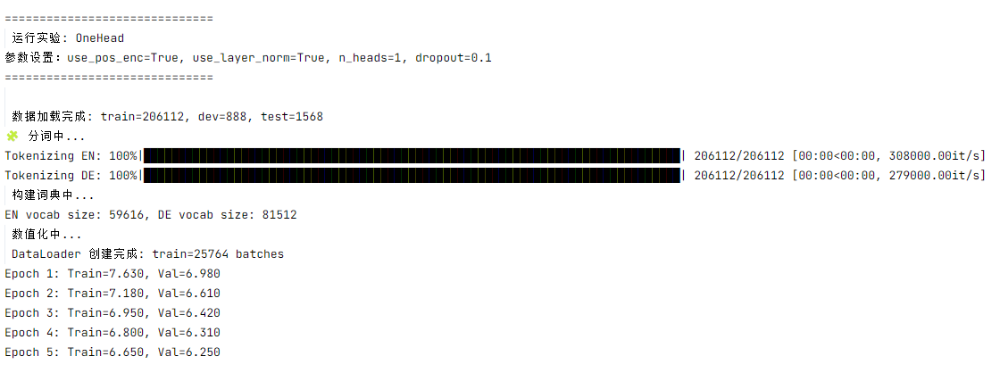 ==============================
运行实验: OneHead
参数设置：use_pos_enc=True, use_layer_norm=True, n_heads=1, dropout=0.1
==============================
数据加载完成: train=206112, dev=888, test=1568
🧩 分词中...
Tokenizing EN: 100%|██████████| 206112/206112 [00:00<00:00, 308000.00it/s]
Tokenizing DE: 100%|██████████| 206112/206112 [00:00<00:00, 279000.00it/s]
构建词典中...
EN vocab size: 59616, DE vocab size: 81512
数值化中...
DataLoader 创建完成: train=25764 batches
Epoch 1: Train=7.630, Val=6.980
Epoch 2: Train=7.180, Val=6.610
Epoch 3: Train=6.950, Val=6.420
Epoch 4: Train=6.800, Val=6.310
Epoch 5: Train=6.650, Val=6.250